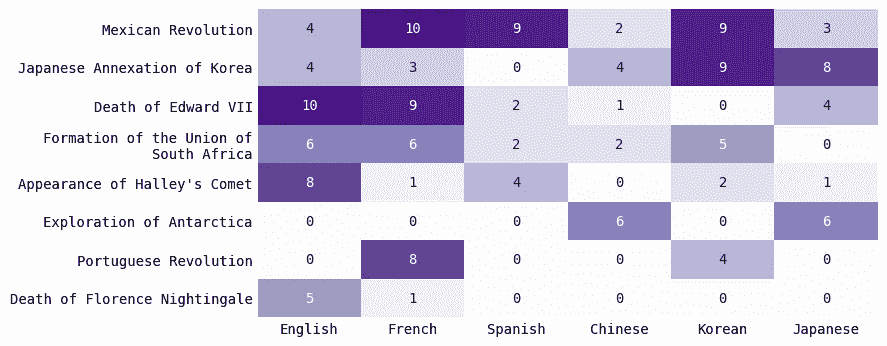 Mexican Revolution 4 10 9 2 9 3
Japanese Annexation of Korea 4 3 0 4 9 8
Death of Edward VII 10 9 2 1 0 4
Formation of the Union of
South Africa 6 6 2 2 5 0
Appearance of Halley's Comet 8 1 4 0 2 1
Exploration of Antarctica 0 0 0 6 0 6
Portuguese Revolution 0 8 0 0 4 0
Death of Florence Nightingale 5 1 0 0 0 0
English French Spanish Chinese Korean Japanese